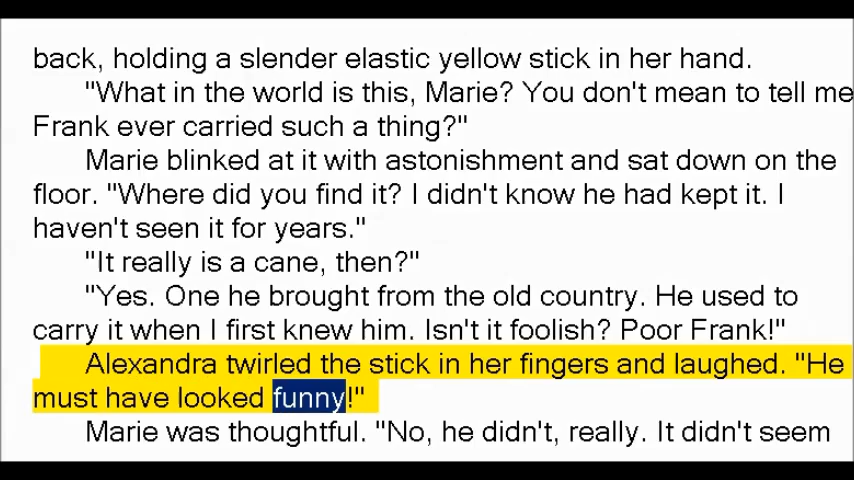 back, holding a slender elastic yellow stick in her hand.
"What in the world is this, Marie? You don't mean to tell me
Frank ever carried such a thing?"
Marie blinked at it with astonishment and sat down on the
floor. "Where did you find it? I didn't know he had kept it. I
haven't seen it for years."
"It really is a cane, then?"
"Yes. One he brought from the old country. He used to
carry it when I first knew him. Isn't it foolish? Poor Frank!"
Alexandra twirled the stick in her fingers and laughed. "He
must have looked funny!"
Marie was thoughtful. "No, he didn't, really. It didn't seem